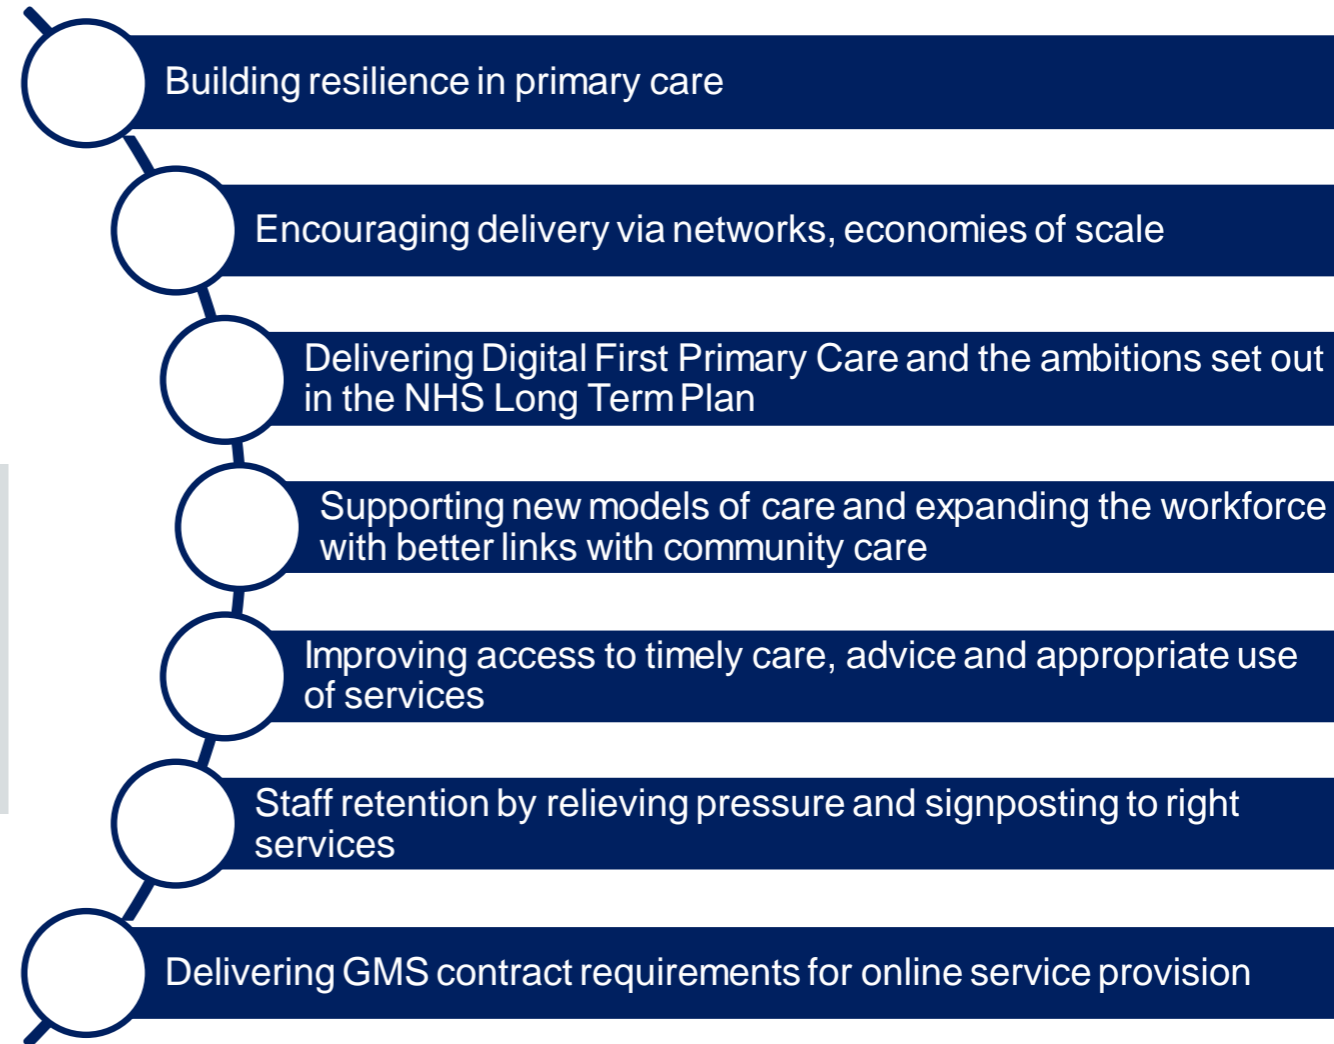 Building resilience in primary care
Encouraging delivery via networks, economies of scale
Delivering Digital First Primary Care and the ambitions set out
in the NHS Long Term Plan
Supporting new models of care and expanding the workforce
with better links with community care
Improving access to timely care, advice and appropriate use
of services
Staff retention by relieving pressure and signposting to right
services
Delivering GMS contract requirements for online service provision